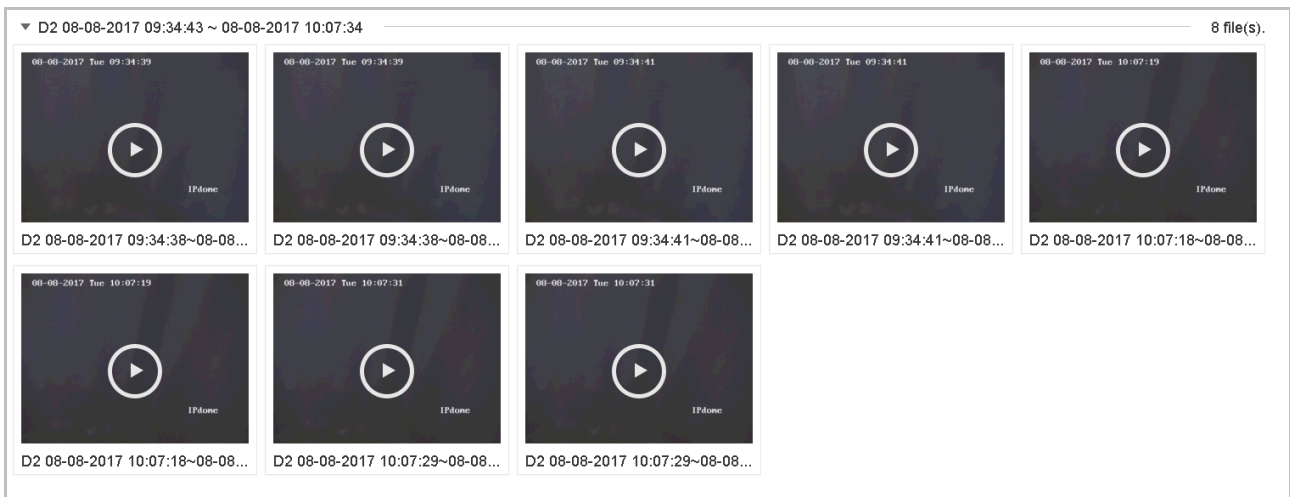 D2 08-08-2017 09:34:43 ~ 08-08-2017 10:07:34 8 file(s).
08-08-2017 Tue 09:34:39
IPdome
D2 08-08-2017 09:34:38~08-08...
08-08-2017 Tue 09:34:39
IPdome
D2 08-08-2017 09:34:38~08-08...
08-08-2017 Tue 09:34:41
IPdome
D2 08-08-2017 09:34:41~08-08...
08-08-2017 Tue 09:34:41
IPdome
D2 08-08-2017 09:34:41~08-08...
08-08-2017 Tue 10:07:19
IPdome
D2 08-08-2017 10:07:18~08-08...
08-08-2017 Tue 10:07:19
IPdome
D2 08-08-2017 10:07:18~08-08...
08-08-2017 Tue 10:07:31
IPdome
D2 08-08-2017 10:07:29~08-08...
08-08-2017 Tue 10:07:31
IPdome
D2 08-08-2017 10:07:29~08-08...